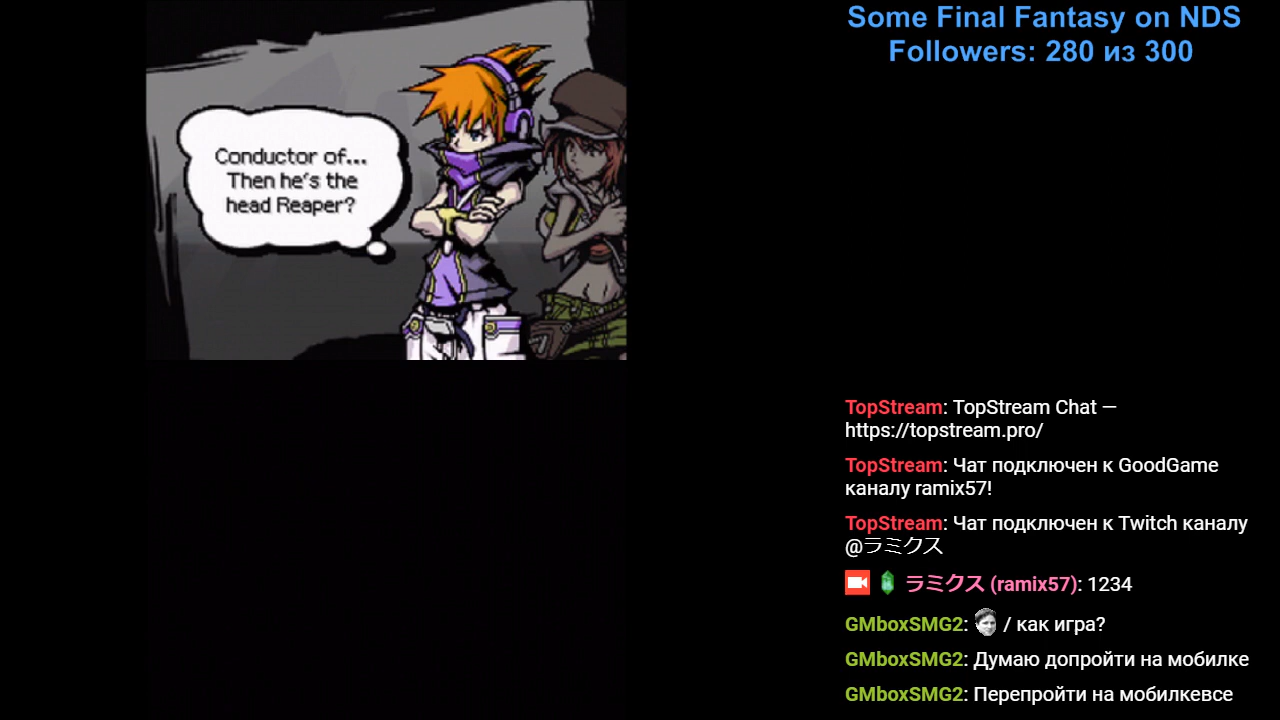 Some Final Fantasy on NDS
Followers: 280 из 300
Conductor of...
Then he's the
head Reaper?
TopStream: TopStream Chat —
https://topstream.pro/
TopStream: Чат подключен к GoodGame
каналу ramix57!
TopStream: Чат подключен к Twitch каналу
@ラミクス
ラミクス (ramix57): 1234
GMboxSMG2: / как игра?
GMboxSMG2: Думаю допройти на мобилке
GMboxSMG2: Перепройти на мобилкевсе